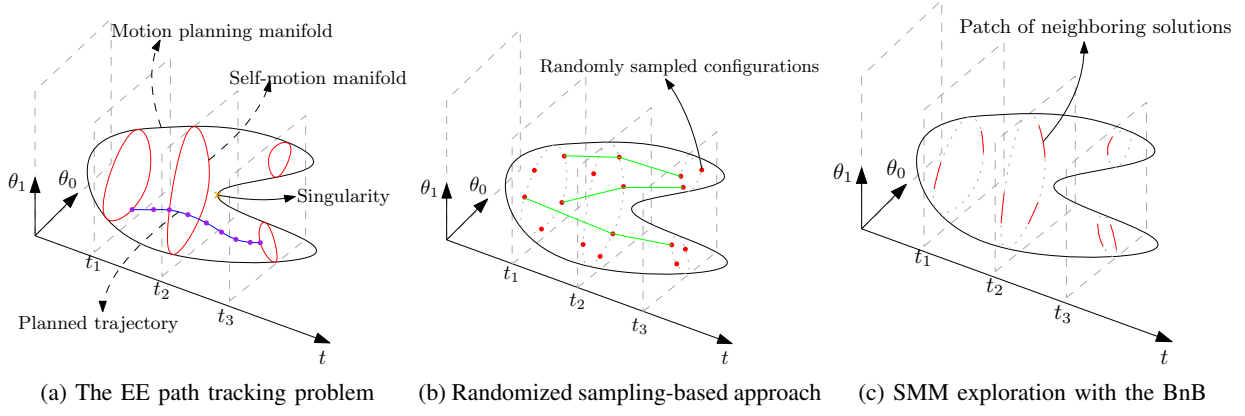 Motion planning manifold
Self-motion manifold
θ₁
θ₀
Singularity
t₁
t₂
t₃
Planned trajectory
t
(a) The EE path tracking problem
Randomly sampled configurations
θ₁
θ₀
t₁
t₂
t₃
t
(b) Randomized sampling-based approach
Patch of neighboring solutions
θ₁
θ₀
t₁
t₂
t₃
t
(c) SMM exploration with the BnB